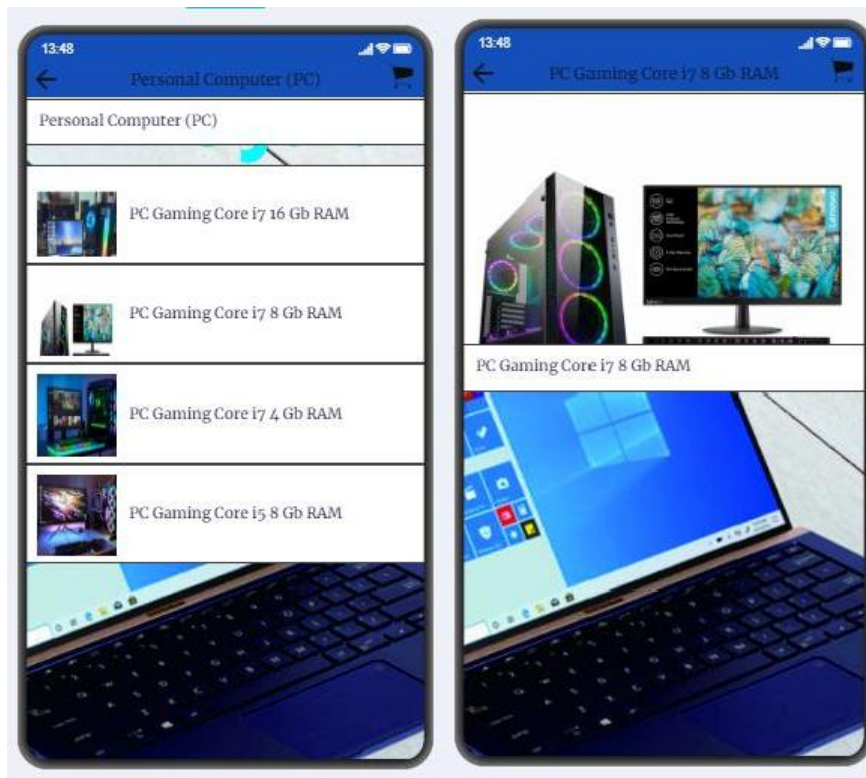 13:48
Personal Computer (PC)
Personal Computer (PC)
PC Gaming Core i7 16 Gb RAM
PC Gaming Core i7 8 Gb RAM
PC Gaming Core i7 4 Gb RAM
PC Gaming Core i5 8 Gb RAM
13:48
PC Gaming Core i7 8 Gb RAM
Lenovo
PC Gaming Core i7 8 Gb RAM